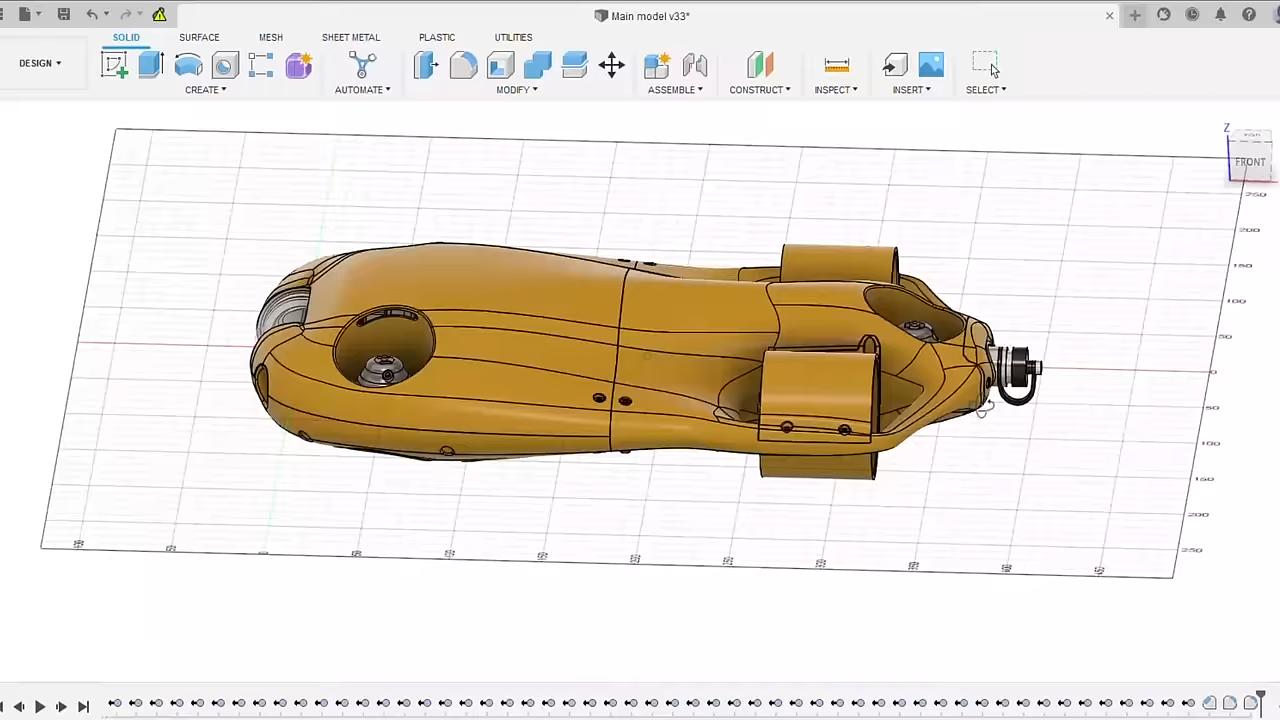 Main model v33*
SOLID SURFACE MESH SHEET METAL PLASTIC UTILITIES
DESIGN
CREATE AUTOMATE MODIFY ASSEMBLE CONSTRUCT INSPECT INSERT SELECT
Z
FRONT
250
200
150
100
50
0
50
100
150
200
250